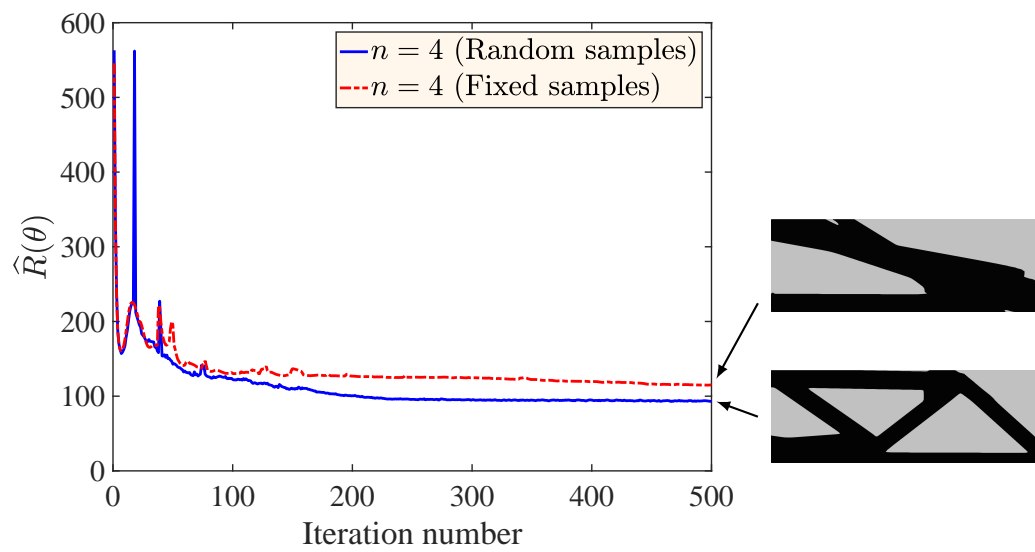 600
500
400
300
200
100
0
R̂(θ)
n = 4 (Random samples)
n = 4 (Fixed samples)
0 100 200 300 400 500
Iteration number